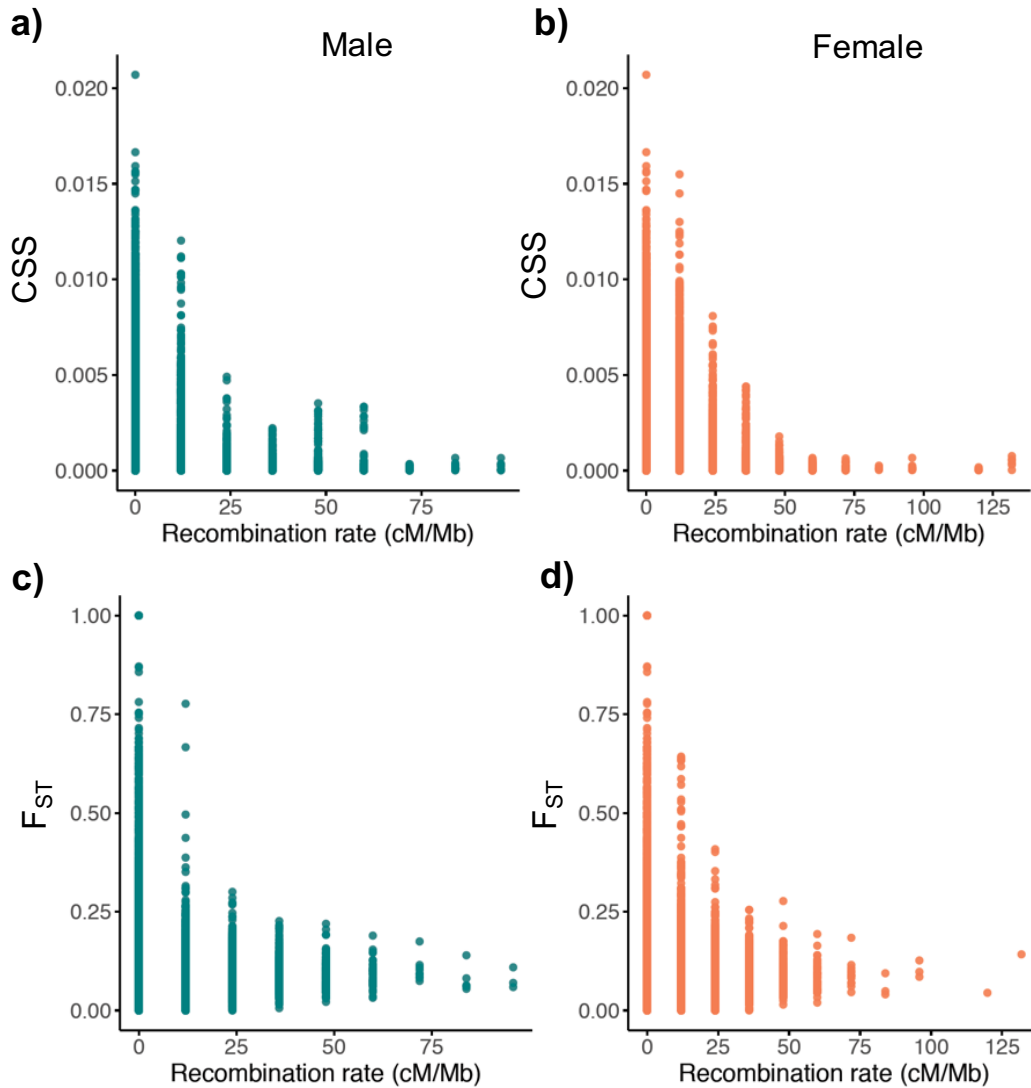 a)
Male
CSS
0.020
0.015
0.010
0.005
0.000
0 25 50 75
Recombination rate (cM/Mb)
b)
Female
CSS
0.020
0.015
0.010
0.005
0.000
0 25 50 75 100 125
Recombination rate (cM/Mb)
c)
FST
1.00
0.75
0.50
0.25
0.00
0 25 50 75
Recombination rate (cM/Mb)
d)
FST
1.00
0.75
0.50
0.25
0.00
0 25 50 75 100 125
Recombination rate (cM/Mb)